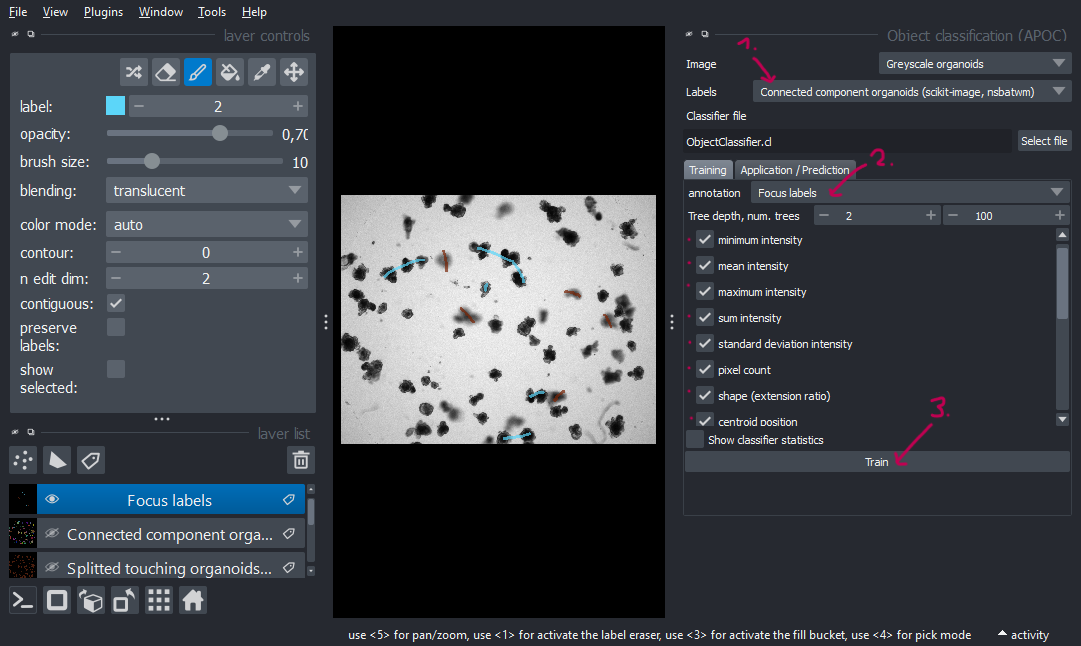 File View Plugins Window Tools Help
layer controls
label: 2
opacity: 0,70
brush size: 10
blending: translucent
color mode: auto
contour: 0
n edit dim: 2
contiguous:
preserve
labels:
show
selected:
layer list
Focus labels
Connected component orga...
Splitted touching organoids...
Object classification (APOC)
1.
Image Greyscale organoids
Labels Connected component organoids (scikit-image, nsbatwm)
Classifier file
ObjectClassifier.cl Select file
2.
Training Application / Prediction
annotation Focus labels
Tree depth, num. trees 2 100
minimum intensity
mean intensity
maximum intensity
sum intensity
standard deviation intensity
pixel count
shape (extension ratio)
centroid position
3.
Show classifier statistics
Train
use <5> for pan/zoom, use <1> for activate the label eraser, use <3> for activate the fill bucket, use <4> for pick mode activity